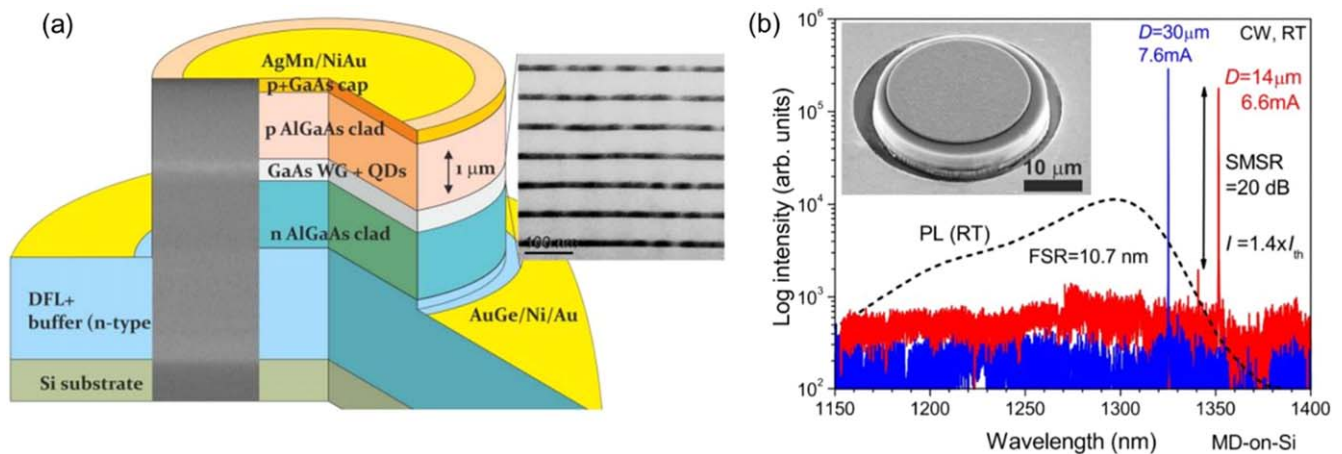 (a)
AgMn/NiAu
p+GaAs cap
p AlGaAs clad
1 μm
GaAs WG + QDs
n AlGaAs clad
100 nm
DFL+
buffer (n-type
AuGe/Ni/Au
Si substrate
(b)
Log intensity (arb. units)
10⁶
10⁵
10⁴
10³
10²
D=30μm
7.6mA
CW, RT
D=14μm
6.6mA
10 μm
SMSR
=20 dB
PL (RT)
FSR=10.7 nm
I =1.4xIth
1150 1200 1250 1300 1350 1400
Wavelength (nm)
MD-on-Si